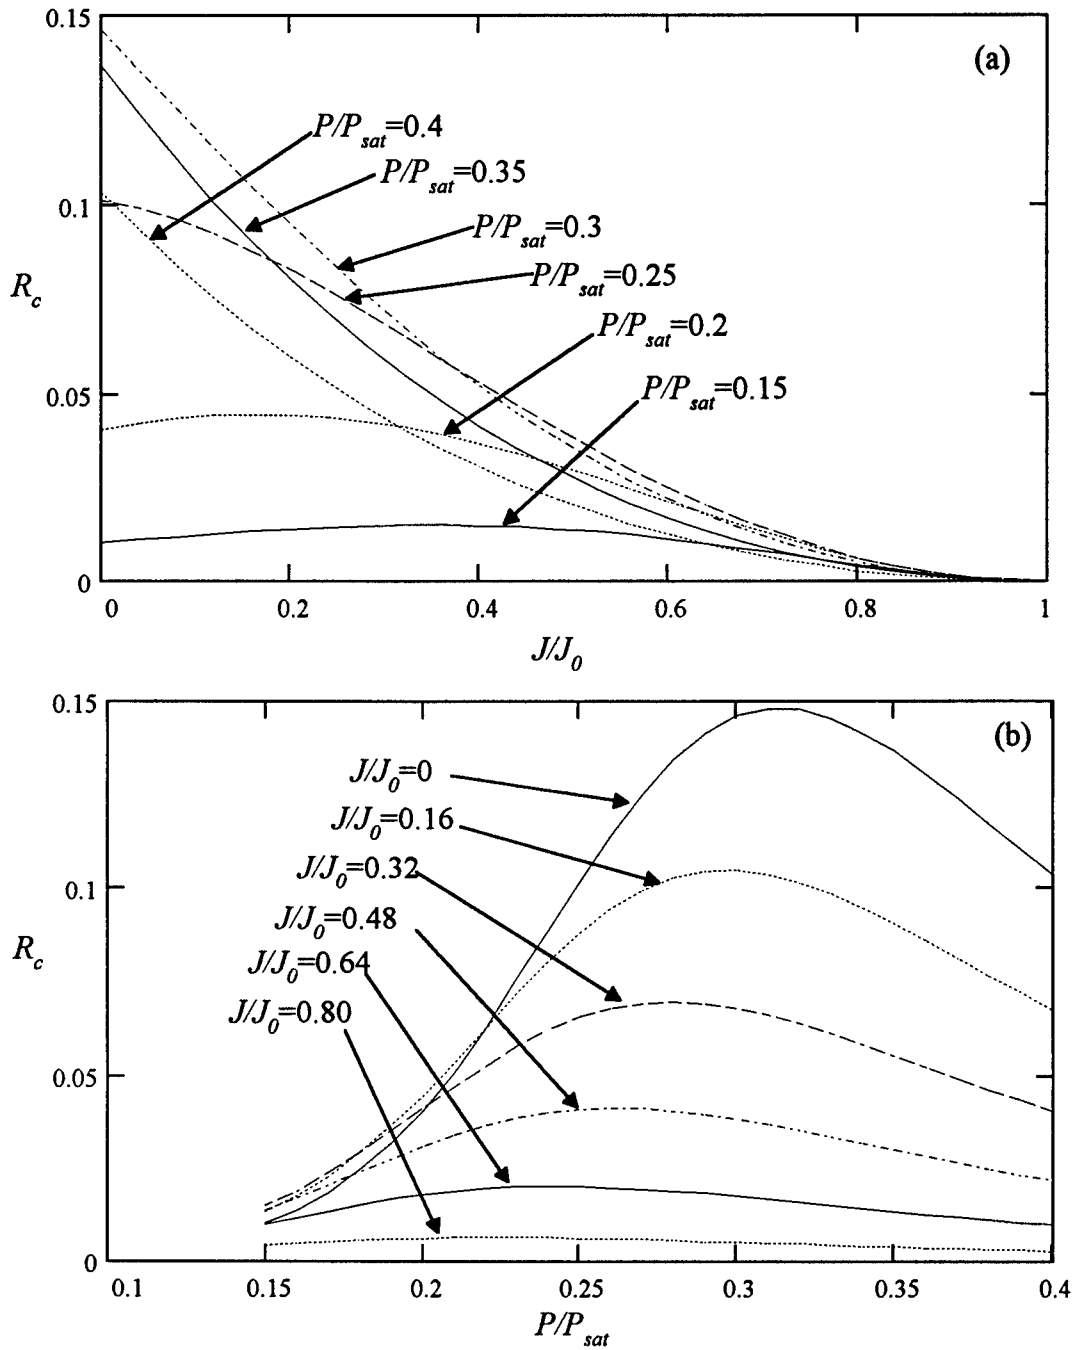 0.15
(a)
P/Psat=0.4
P/Psat=0.35
0.1
P/Psat=0.3
P/Psat=0.25
Rc
P/Psat=0.2
P/Psat=0.15
0.05
0
0 0.2 0.4 0.6 0.8 1
J/J0
0.15
(b)
J/J0=0
J/J0=0.16
J/J0=0.32
0.1
J/J0=0.48
Rc
J/J0=0.64
J/J0=0.80
0.05
0
0.1 0.15 0.2 0.25 0.3 0.35 0.4
P/Psat